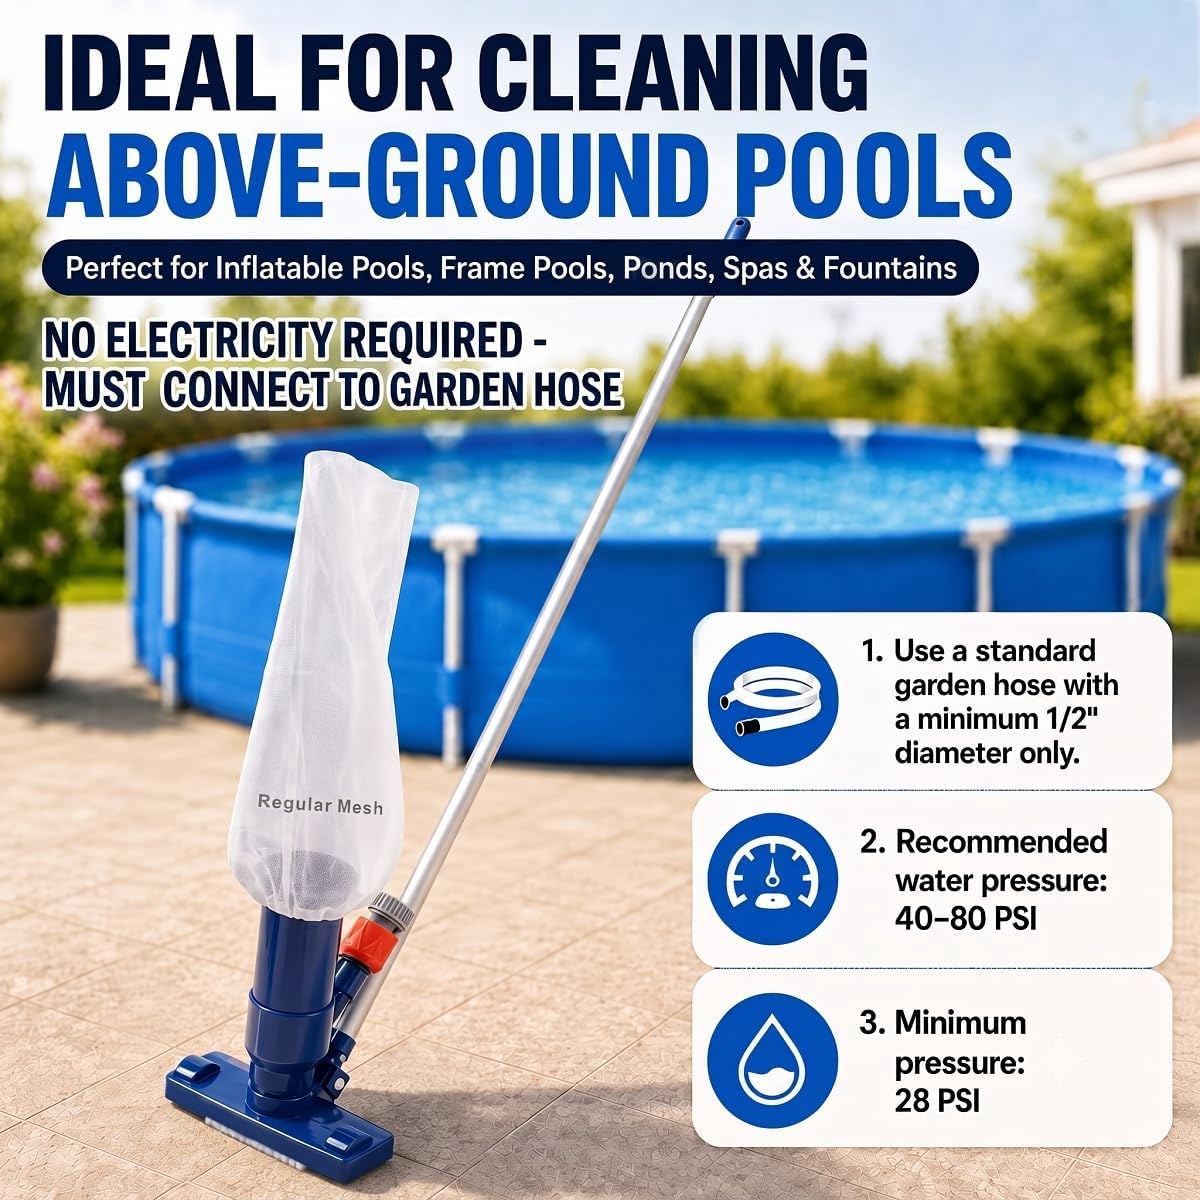 IDEAL FOR CLEANING
ABOVE-GROUND POOLS
Perfect for Inflatable Pools, Frame Pools, Ponds, Spas & Fountains
NO ELECTRICITY REQUIRED -
MUST CONNECT TO GARDEN HOSE
Regular Mesh
1. Use a standard
garden hose with
a minimum 1/2"
diameter only.
2. Recommended
water pressure:
40–80 PSI
3. Minimum
pressure:
28 PSI